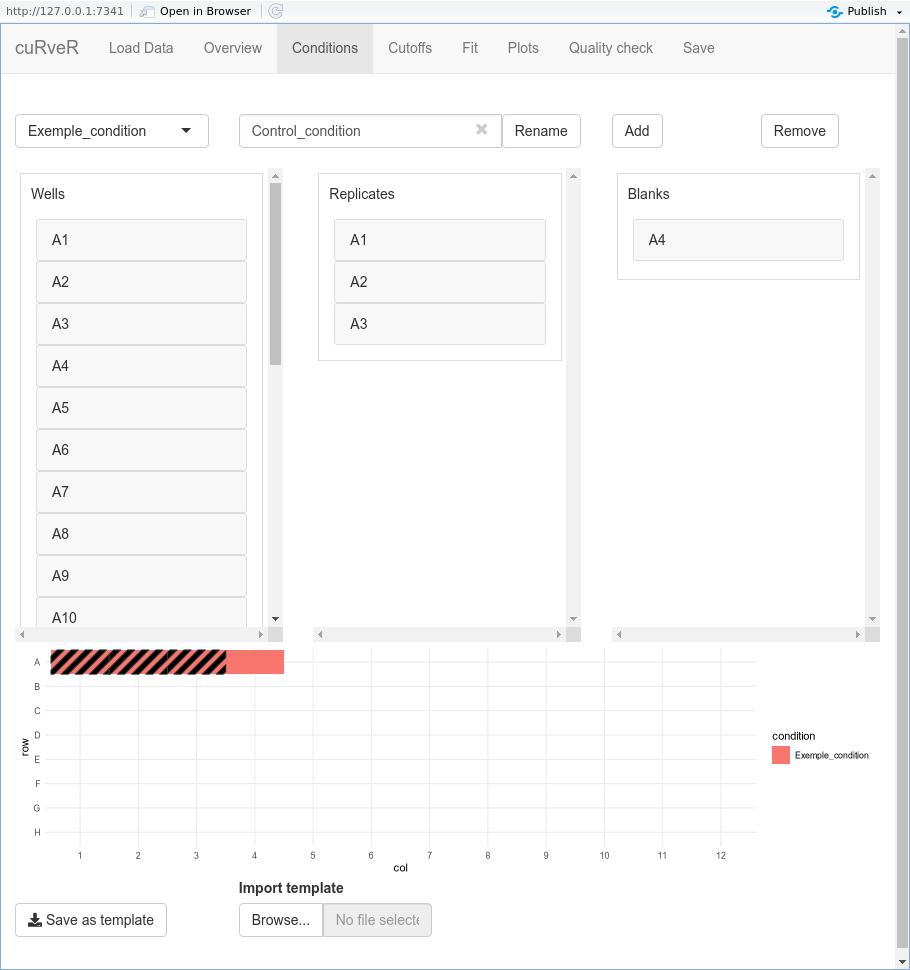 http://127.0.0.1:7341 Open in Browser Publish
cuRveR Load Data Overview Conditions Cutoffs Fit Plots Quality check Save
Exemple_condition Control_condition Rename Add Remove
Wells Replicates Blanks
A1 A1 A4
A2 A2
A3 A3
A4
A5
A6
A7
A8
A9
A10
A
B
C
D
E
F
G
H
row
1 2 3 4 5 6 7 8 9 10 11 12
col
condition
Exemple_condition
Import template
Save as template Browse... No file selecte